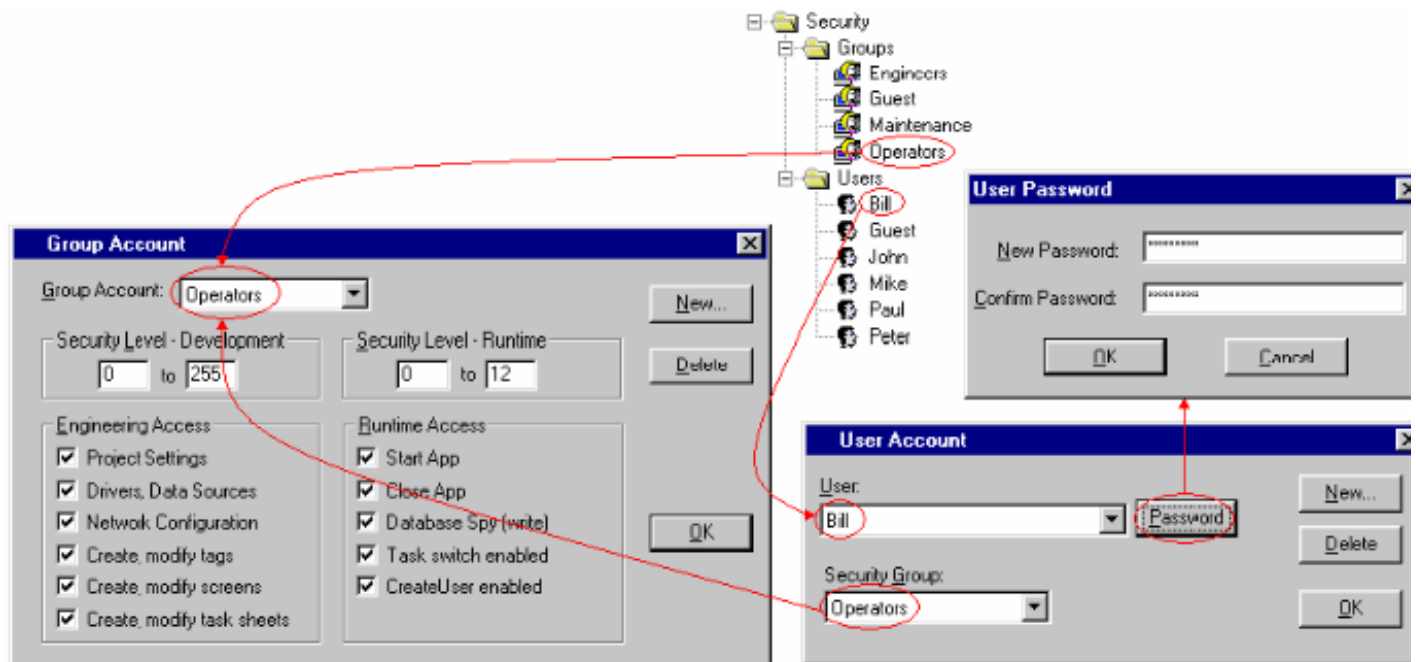 Security
Groups
Engineers
Guest
Maintenance
Operators
Users
Bill
Guest
John
Mike
Paul
Peter
User Password
New Password: *********
Confirm Password: *********
OK Cancel
Group Account
Group Account: Operators
New...
Security Level - Development
0 to 255
Security Level - Runtime
0 to 12
Delete
Engineering Access
Project Settings
Drivers, Data Sources
Network Configuration
Create, modify tags
Create, modify screens
Create, modify task sheets
Runtime Access
Start App
Close App
Database Spy (write)
Task switch enabled
CreateUser enabled
OK
User Account
User:
Bill
Password
New...
Delete
Security Group:
Operators
OK